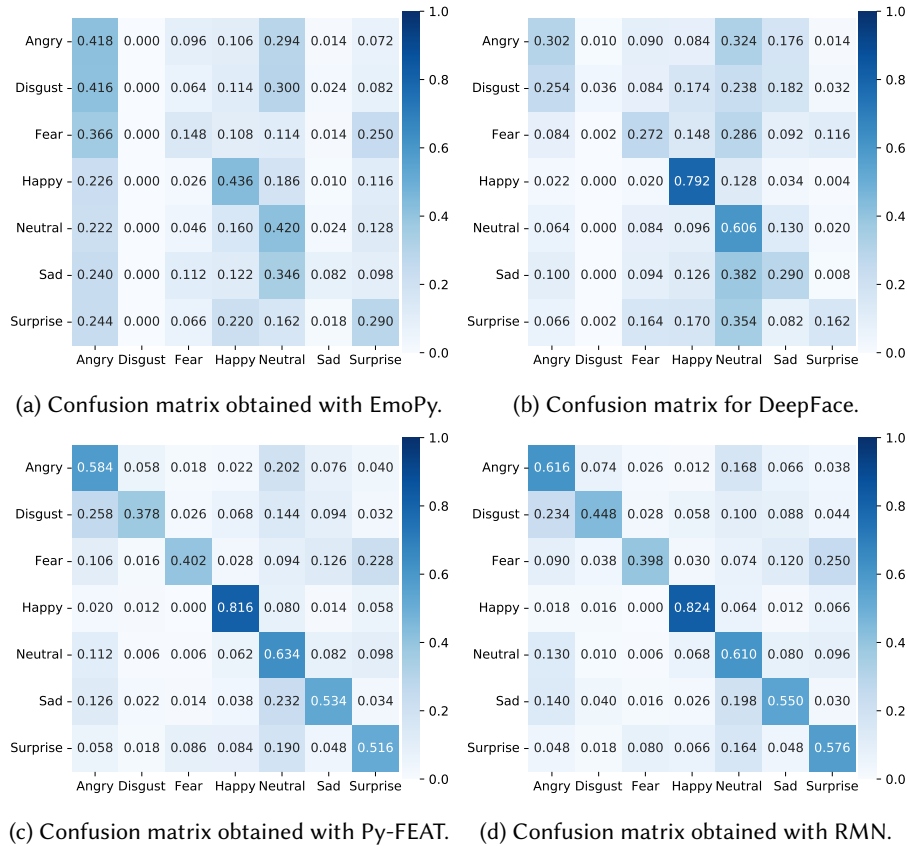 1.0
Angry 0.418 0.000 0.096 0.106 0.294 0.014 0.072
Disgust 0.416 0.000 0.064 0.114 0.300 0.024 0.082
0.8
Fear 0.366 0.000 0.148 0.108 0.114 0.014 0.250
0.6
Happy 0.226 0.000 0.026 0.436 0.186 0.010 0.116
Neutral 0.222 0.000 0.046 0.160 0.420 0.024 0.128
0.4
Sad 0.240 0.000 0.112 0.122 0.346 0.082 0.098
0.2
Surprise 0.244 0.000 0.066 0.220 0.162 0.018 0.290
0.0
Angry Disgust Fear Happy Neutral Sad Surprise
(a) Confusion matrix obtained with EmoPy.
1.0
Angry 0.302 0.010 0.090 0.084 0.324 0.176 0.014
Disgust 0.254 0.036 0.084 0.174 0.238 0.182 0.032
0.8
Fear 0.084 0.002 0.272 0.148 0.286 0.092 0.116
0.6
Happy 0.022 0.000 0.020 0.792 0.128 0.034 0.004
Neutral 0.064 0.000 0.084 0.096 0.606 0.130 0.020
0.4
Sad 0.100 0.000 0.094 0.126 0.382 0.290 0.008
0.2
Surprise 0.066 0.002 0.164 0.170 0.354 0.082 0.162
0.0
Angry Disgust Fear Happy Neutral Sad Surprise
(b) Confusion matrix for DeepFace.
1.0
Angry 0.584 0.058 0.018 0.022 0.202 0.076 0.040
Disgust 0.258 0.378 0.026 0.068 0.144 0.094 0.032
0.8
Fear 0.106 0.016 0.402 0.028 0.094 0.126 0.228
0.6
Happy 0.020 0.012 0.000 0.816 0.080 0.014 0.058
Neutral 0.112 0.006 0.006 0.062 0.634 0.082 0.098
0.4
Sad 0.126 0.022 0.014 0.038 0.232 0.534 0.034
0.2
Surprise 0.058 0.018 0.086 0.084 0.190 0.048 0.516
0.0
Angry Disgust Fear Happy Neutral Sad Surprise
(c) Confusion matrix obtained with Py-FEAT.
1.0
Angry 0.616 0.074 0.026 0.012 0.168 0.066 0.038
Disgust 0.234 0.448 0.028 0.058 0.100 0.088 0.044
0.8
Fear 0.090 0.038 0.398 0.030 0.074 0.120 0.250
0.6
Happy 0.018 0.016 0.000 0.824 0.064 0.012 0.066
Neutral 0.130 0.010 0.006 0.068 0.610 0.080 0.096
0.4
Sad 0.140 0.040 0.016 0.026 0.198 0.550 0.030
0.2
Surprise 0.048 0.018 0.080 0.066 0.164 0.048 0.576
0.0
Angry Disgust Fear Happy Neutral Sad Surprise
(d) Confusion matrix obtained with RMN.